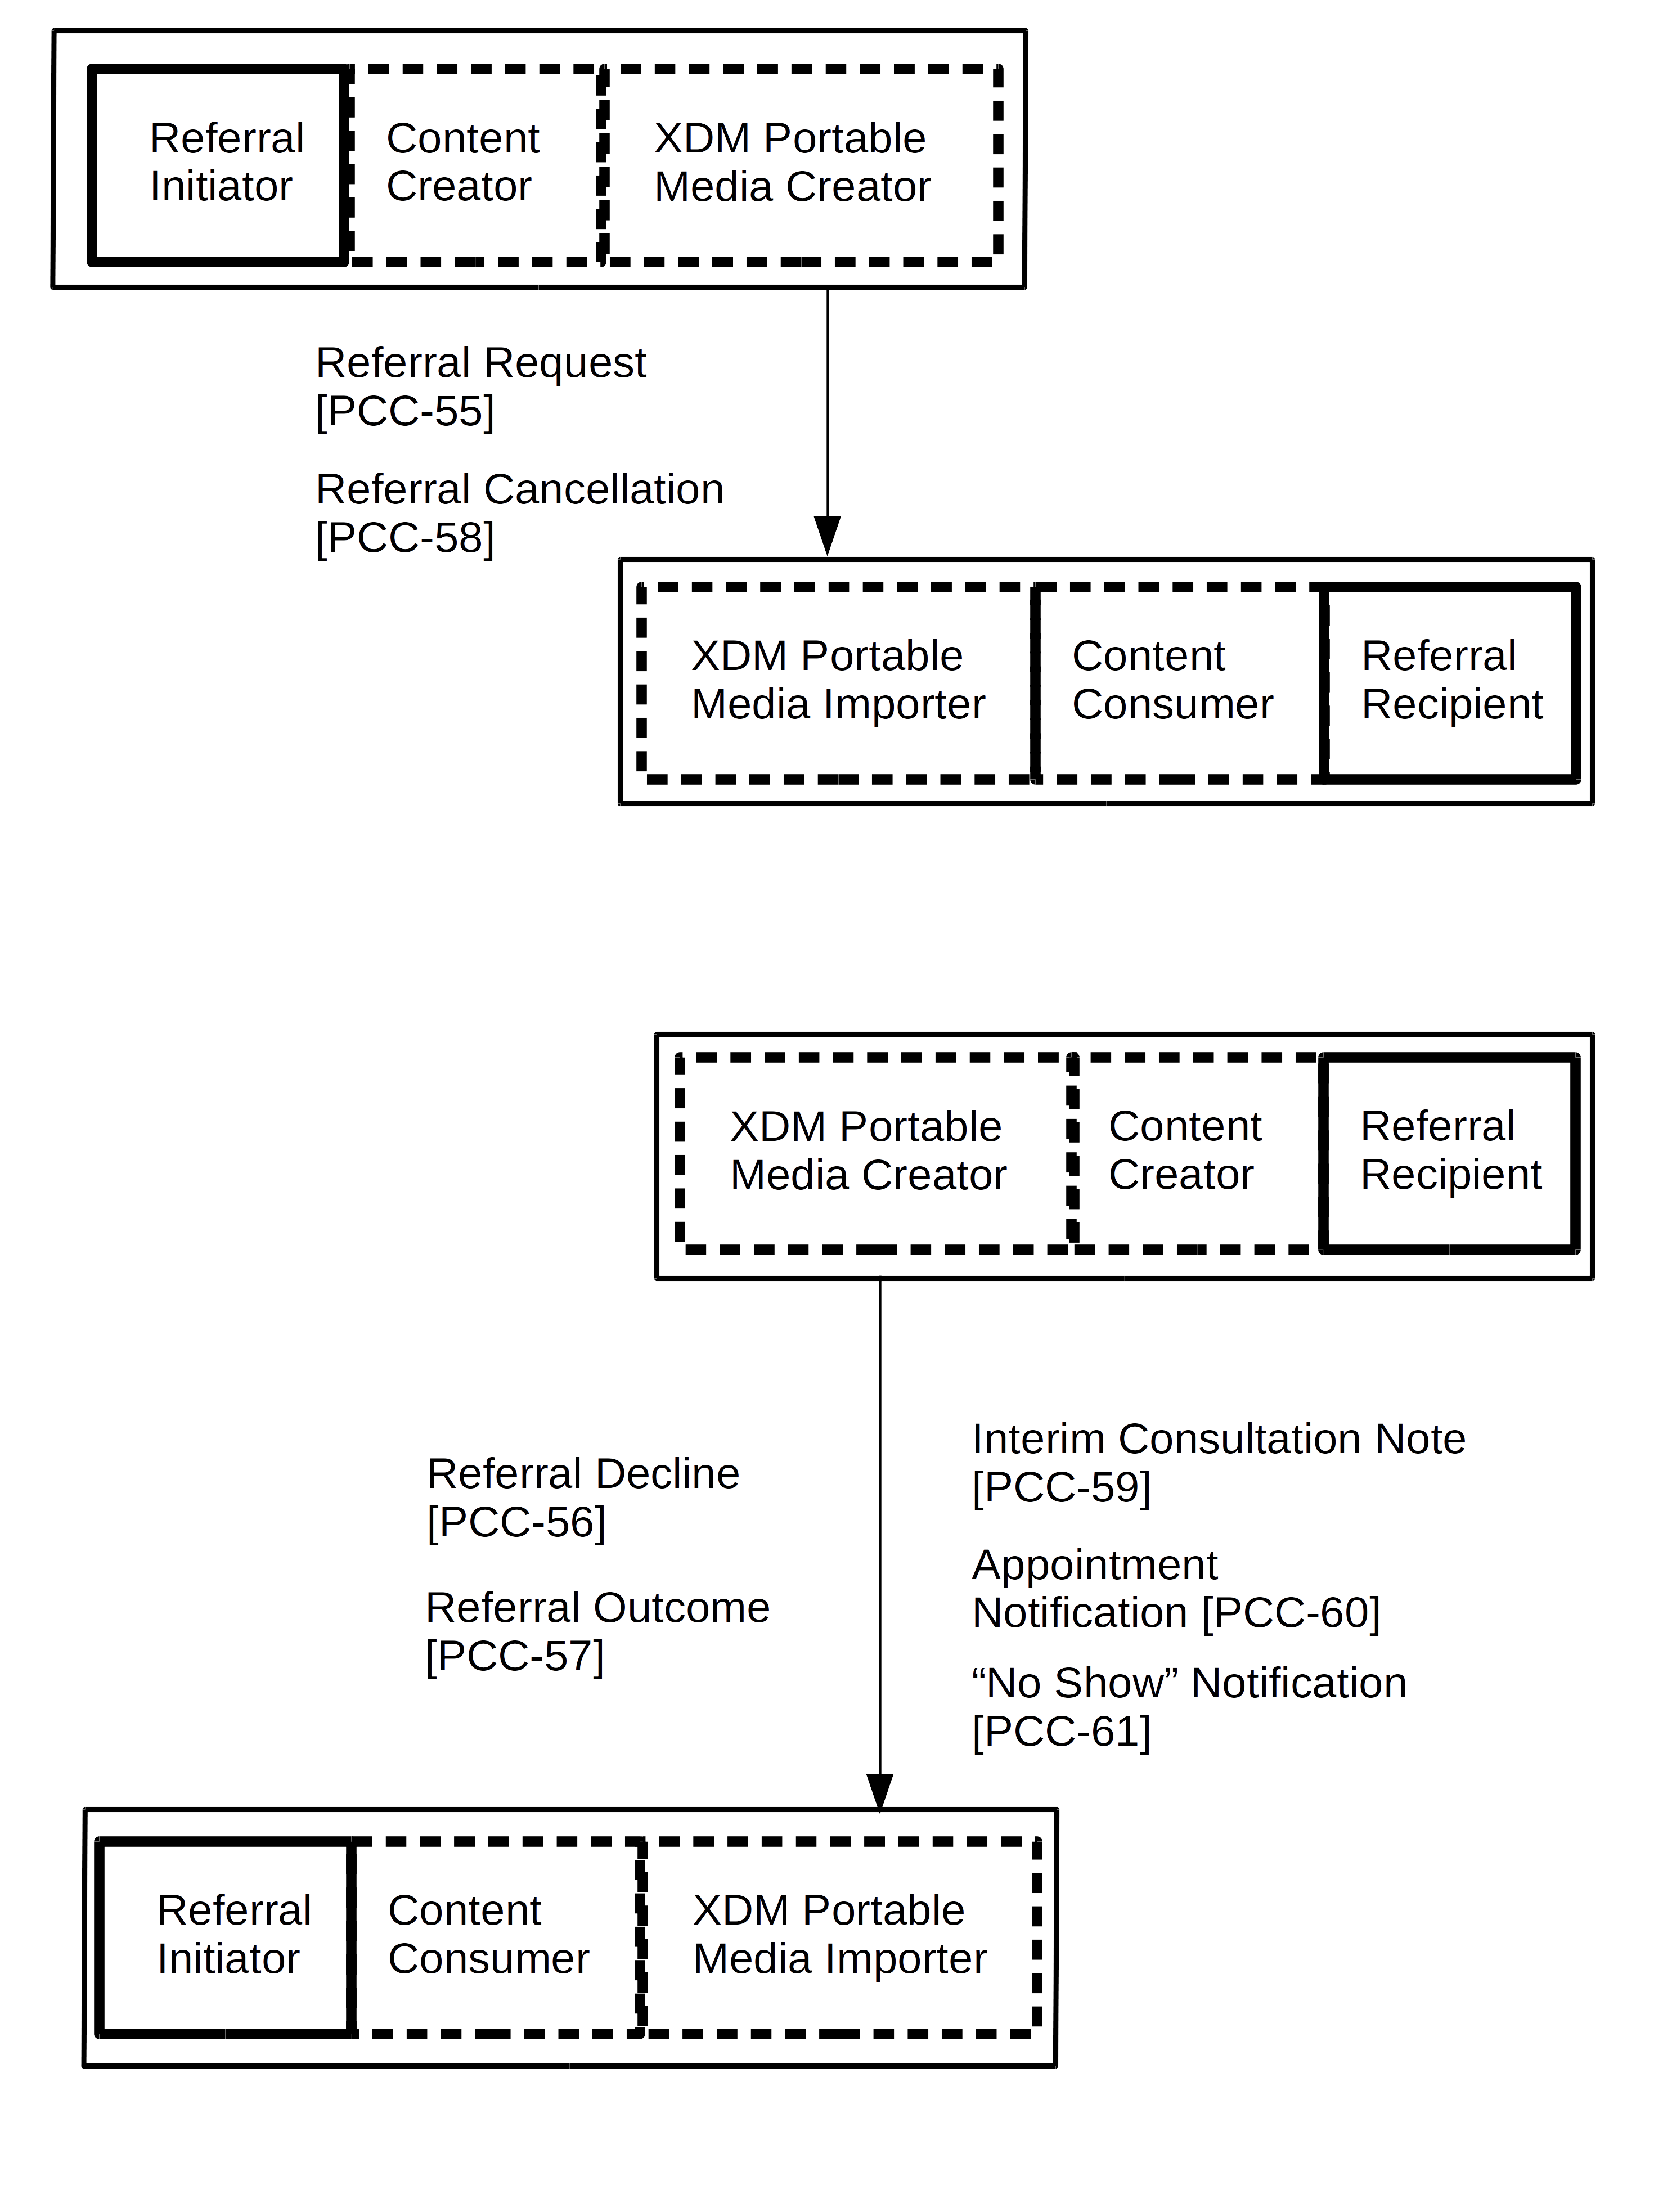 Referral
Initiator
Content
Creator
XDM Portable
Media Creator
Referral Request
[PCC-55]
Referral Cancellation
[PCC-58]
XDM Portable
Media Importer
Content
Consumer
Referral
Recipient
XDM Portable
Media Creator
Content
Creator
Referral
Recipient
Referral Decline
[PCC-56]
Referral Outcome
[PCC-57]
Interim Consultation Note
[PCC-59]
Appointment
Notification [PCC-60]
“No Show” Notification
[PCC-61]
Referral
Initiator
Content
Consumer
XDM Portable
Media Importer